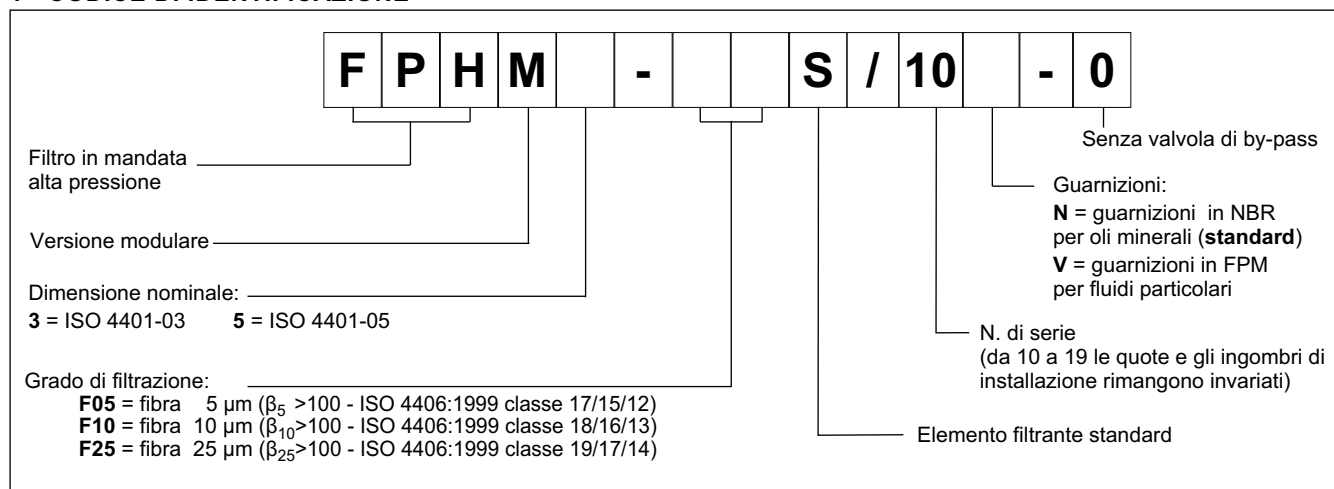 F P H M - S / 10 - 0
Senza valvola di by-pass
Filtro in mandata
alta pressione
Guarnizioni:
N = guarnizioni in NBR
per oli minerali (standard)
V = guarnizioni in FPM
per fluidi particolari
Versione modulare
Dimensione nominale:
3 = ISO 4401-03 5 = ISO 4401-05
N. di serie
(da 10 a 19 le quote e gli ingombri di
installazione rimangono invariati)
Grado di filtrazione:
F05 = fibra 5 µm (β5 >100 - ISO 4406:1999 classe 17/15/12)
F10 = fibra 10 µm (β10>100 - ISO 4406:1999 classe 18/16/13)
F25 = fibra 25 µm (β25>100 - ISO 4406:1999 classe 19/17/14)
Elemento filtrante standard